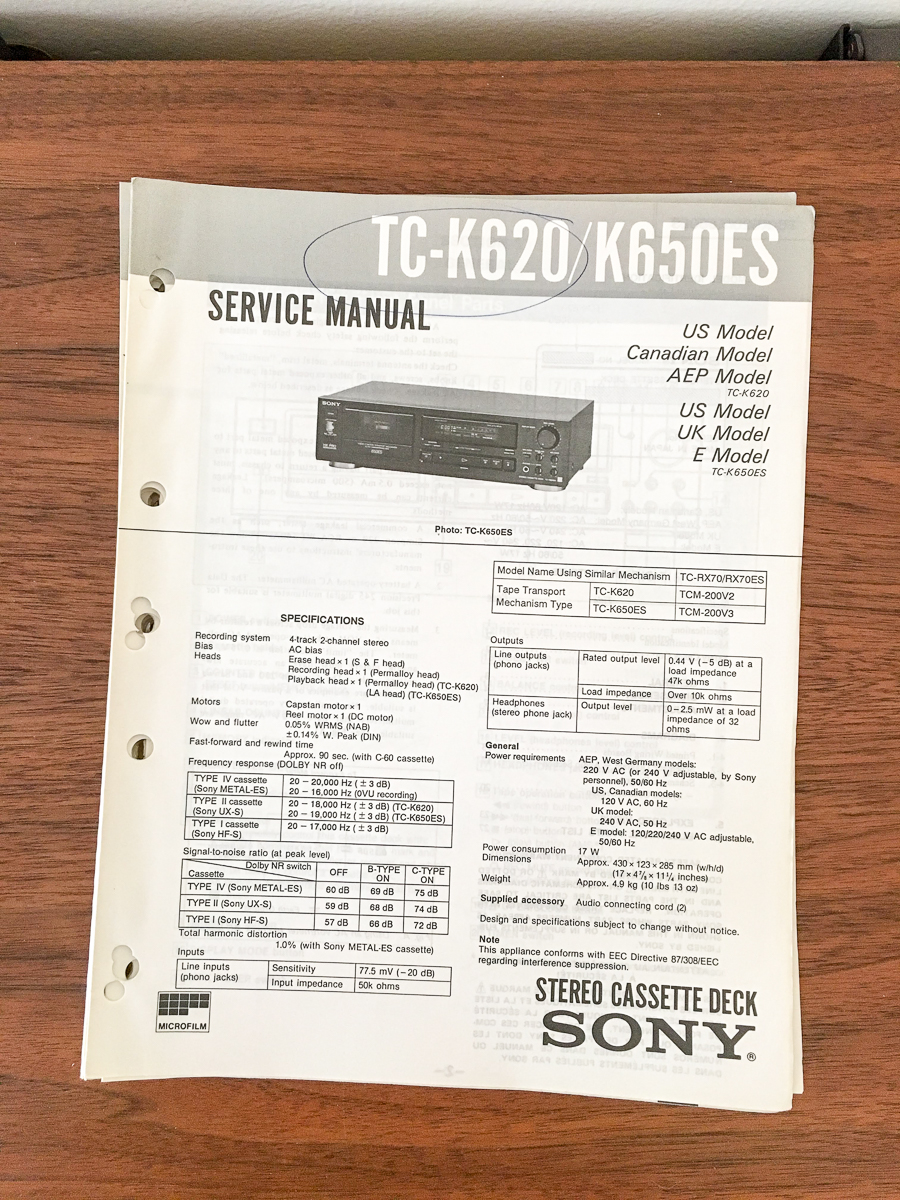 TC-K620/K650ES
SERVICE MANUAL
US Model
Canadian Model
AEP Model
TC-K620
US Model
UK Model
E Model
TC-K650ES
SONY
Photo: TC-K650ES
Model Name Using Similar Mechanism TC-RX70/RX70ES
Tape Transport Mechanism Type TC-K620 TCM-200V2
TC-K650ES TCM-200V3
SPECIFICATIONS
Recording system 4-track 2-channel stereo
Bias AC bias
Heads Erase head × 1 (S & F head)
Recording head × 1 (Permalloy head)
Playback head × 1 (Permalloy head) (TC-K620)
(LA head) (TC-K650ES)
Motors Capstan motor × 1
Reel motor × 1 (DC motor)
Wow and flutter 0.05% WRMS (NAB)
±0.14% W. Peak (DIN)
Fast-forward and rewind time
Approx. 90 sec. (with C-60 cassette)
Frequency response (DOLBY NR off)
TYPE IV cassette 20 – 20,000 Hz (± 3 dB)
(Sony METAL-ES) 20 – 16,000 Hz (0VU recording)
TYPE II cassette 20 – 18,000 Hz (± 3 dB) (TC-K620)
(Sony UX-S) 20 – 19,000 Hz (± 3 dB) (TC-K650ES)
TYPE I cassette 20 – 17,000 Hz (± 3 dB)
(Sony HF-S)
Signal-to-noise ratio (at peak level)
Dolby NR switch OFF B-TYPE ON C-TYPE ON
Cassette
TYPE IV (Sony METAL-ES) 60 dB 69 dB 75 dB
TYPE II (Sony UX-S) 59 dB 68 dB 74 dB
TYPE I (Sony HF-S) 57 dB 66 dB 72 dB
Total harmonic distortion
1.0% (with Sony METAL-ES cassette)
Inputs
Line inputs Sensitivity 77.5 mV (−20 dB)
(phono jacks) Input impedance 50k ohms
MICROFILM
Outputs
Line outputs Rated output level 0.44 V (−5 dB) at a
(phono jacks) load impedance
47k ohms
Load impedance Over 10k ohms
Headphones Output level 0 – 2.5 mW at a load
(stereo phone jack) impedance of 32
ohms
General
Power requirements AEP, West Germany models:
220 V AC (or 240 V adjustable, by Sony
personnel), 50/60 Hz
US, Canadian models:
120 V AC, 60 Hz
UK model:
240 V AC, 50 Hz
E model: 120/220/240 V AC adjustable,
50/60 Hz
Power consumption 17 W
Dimensions Approx. 430 × 123 × 285 mm (w/h/d)
(17 × 4⅞ × 11¼ inches)
Weight Approx. 4.9 kg (10 lbs 13 oz)
Supplied accessory Audio connecting cord (2)
Design and specifications subject to change without notice.
Note
This appliance conforms with EEC Directive 87/308/EEC
regarding interference suppression.
STEREO CASSETTE DECK
SONY®